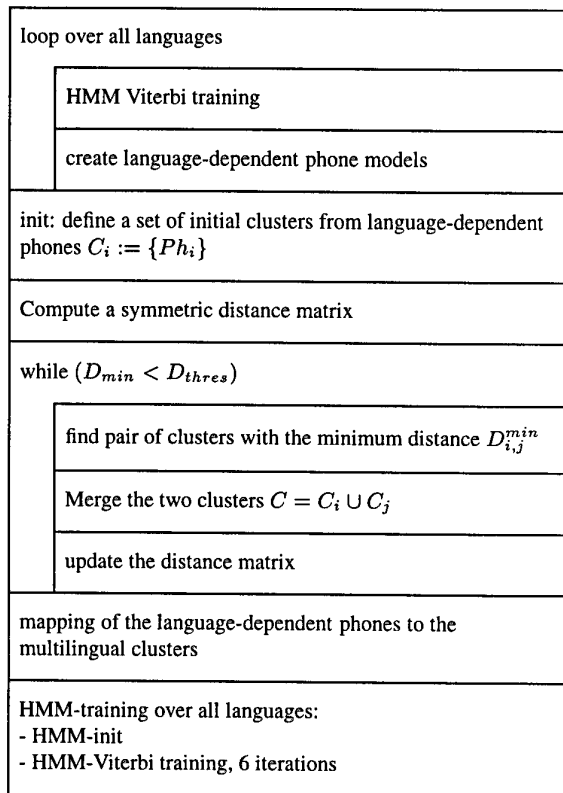 loop over all languages
HMM Viterbi training
create language-dependent phone models
init: define a set of initial clusters from language-dependent
phones $C_i := \{Ph_i\}$
Compute a symmetric distance matrix
while ($D_{min} < D_{thres}$)
find pair of clusters with the minimum distance $D_{i,j}^{min}$
Merge the two clusters $C = C_i \cup C_j$
update the distance matrix
mapping of the language-dependent phones to the
multilingual clusters
HMM-training over all languages:
- HMM-init
- HMM-Viterbi training, 6 iterations